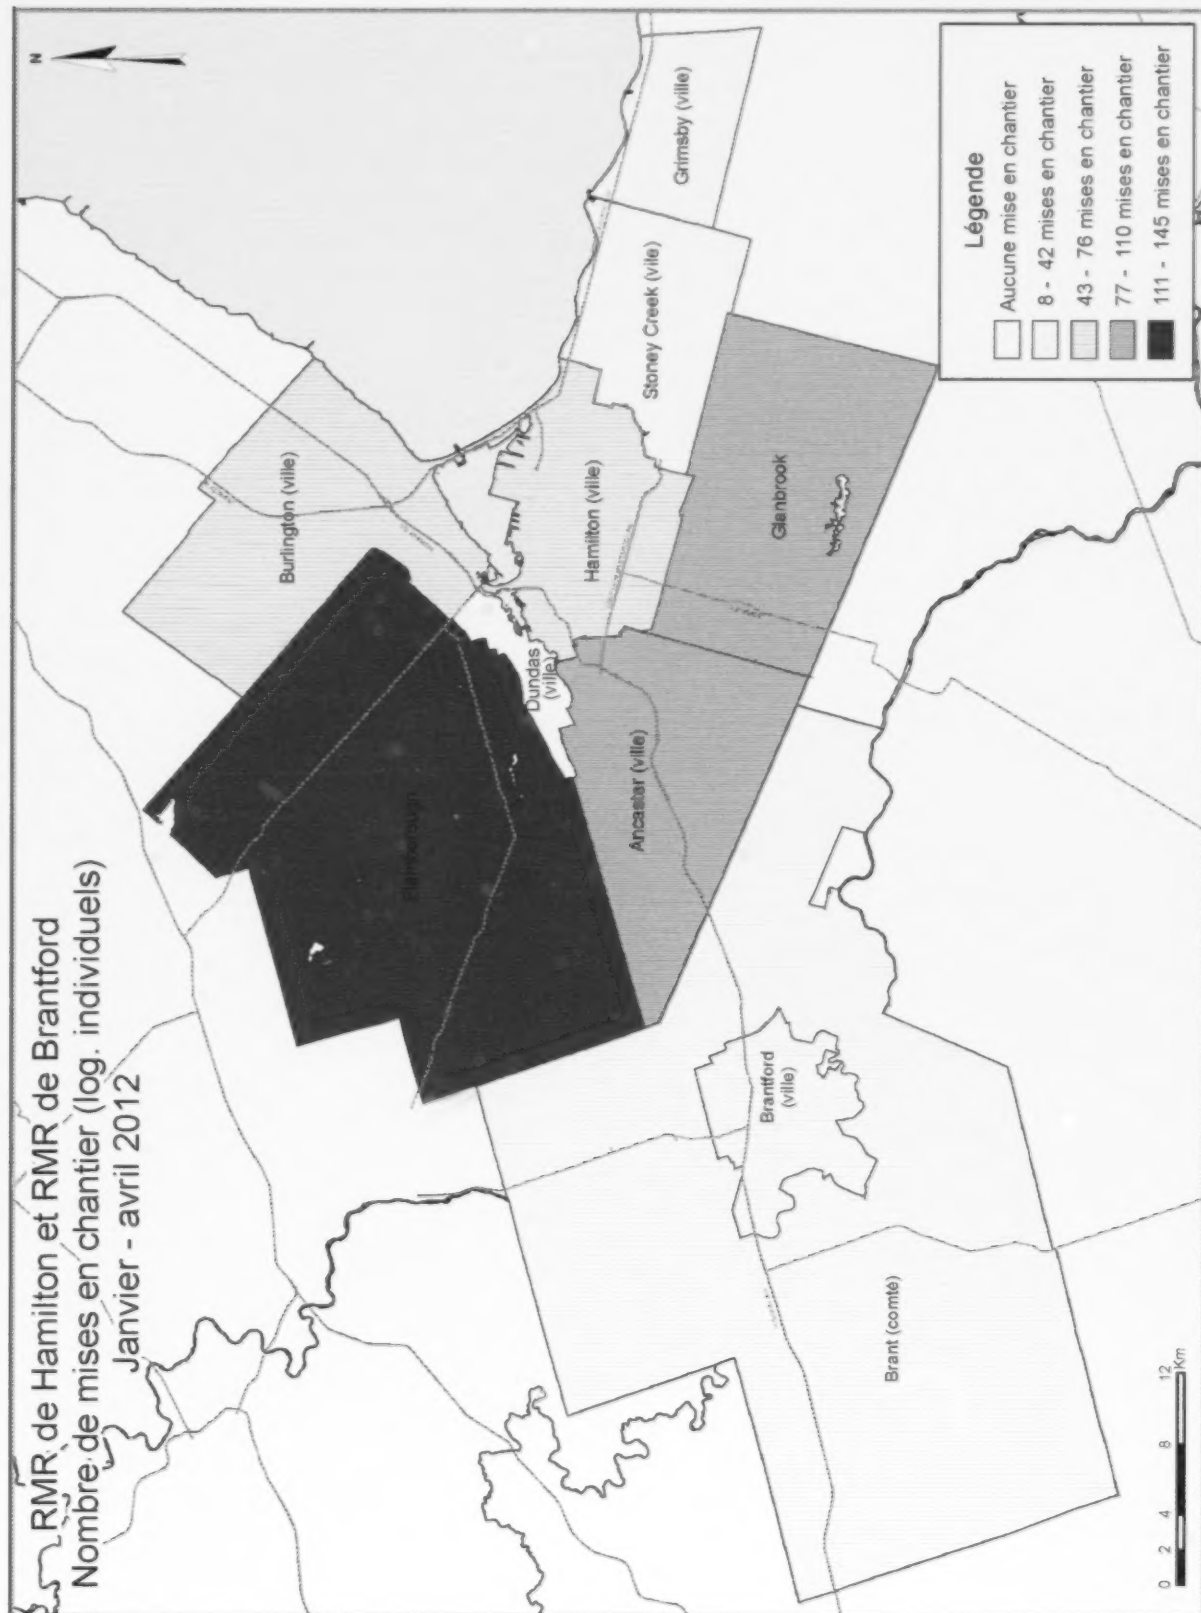 RMR de Hamilton et RMR de Brantford
Nombre de mises en chantier (log. individuels)
Janvier - avril 2012
N
Burlington (ville)
Flamborough
Dundas
(ville)
Hamilton (ville)
Stoney Creek (ville)
Grimsby (ville)
Ancaster (ville)
Glanbrook
Brantford
(ville)
Brant (comté)
Légende
Aucune mise en chantier
8 - 42 mises en chantier
43 - 76 mises en chantier
77 - 110 mises en chantier
111 - 145 mises en chantier
0 2 4 8 12
Km